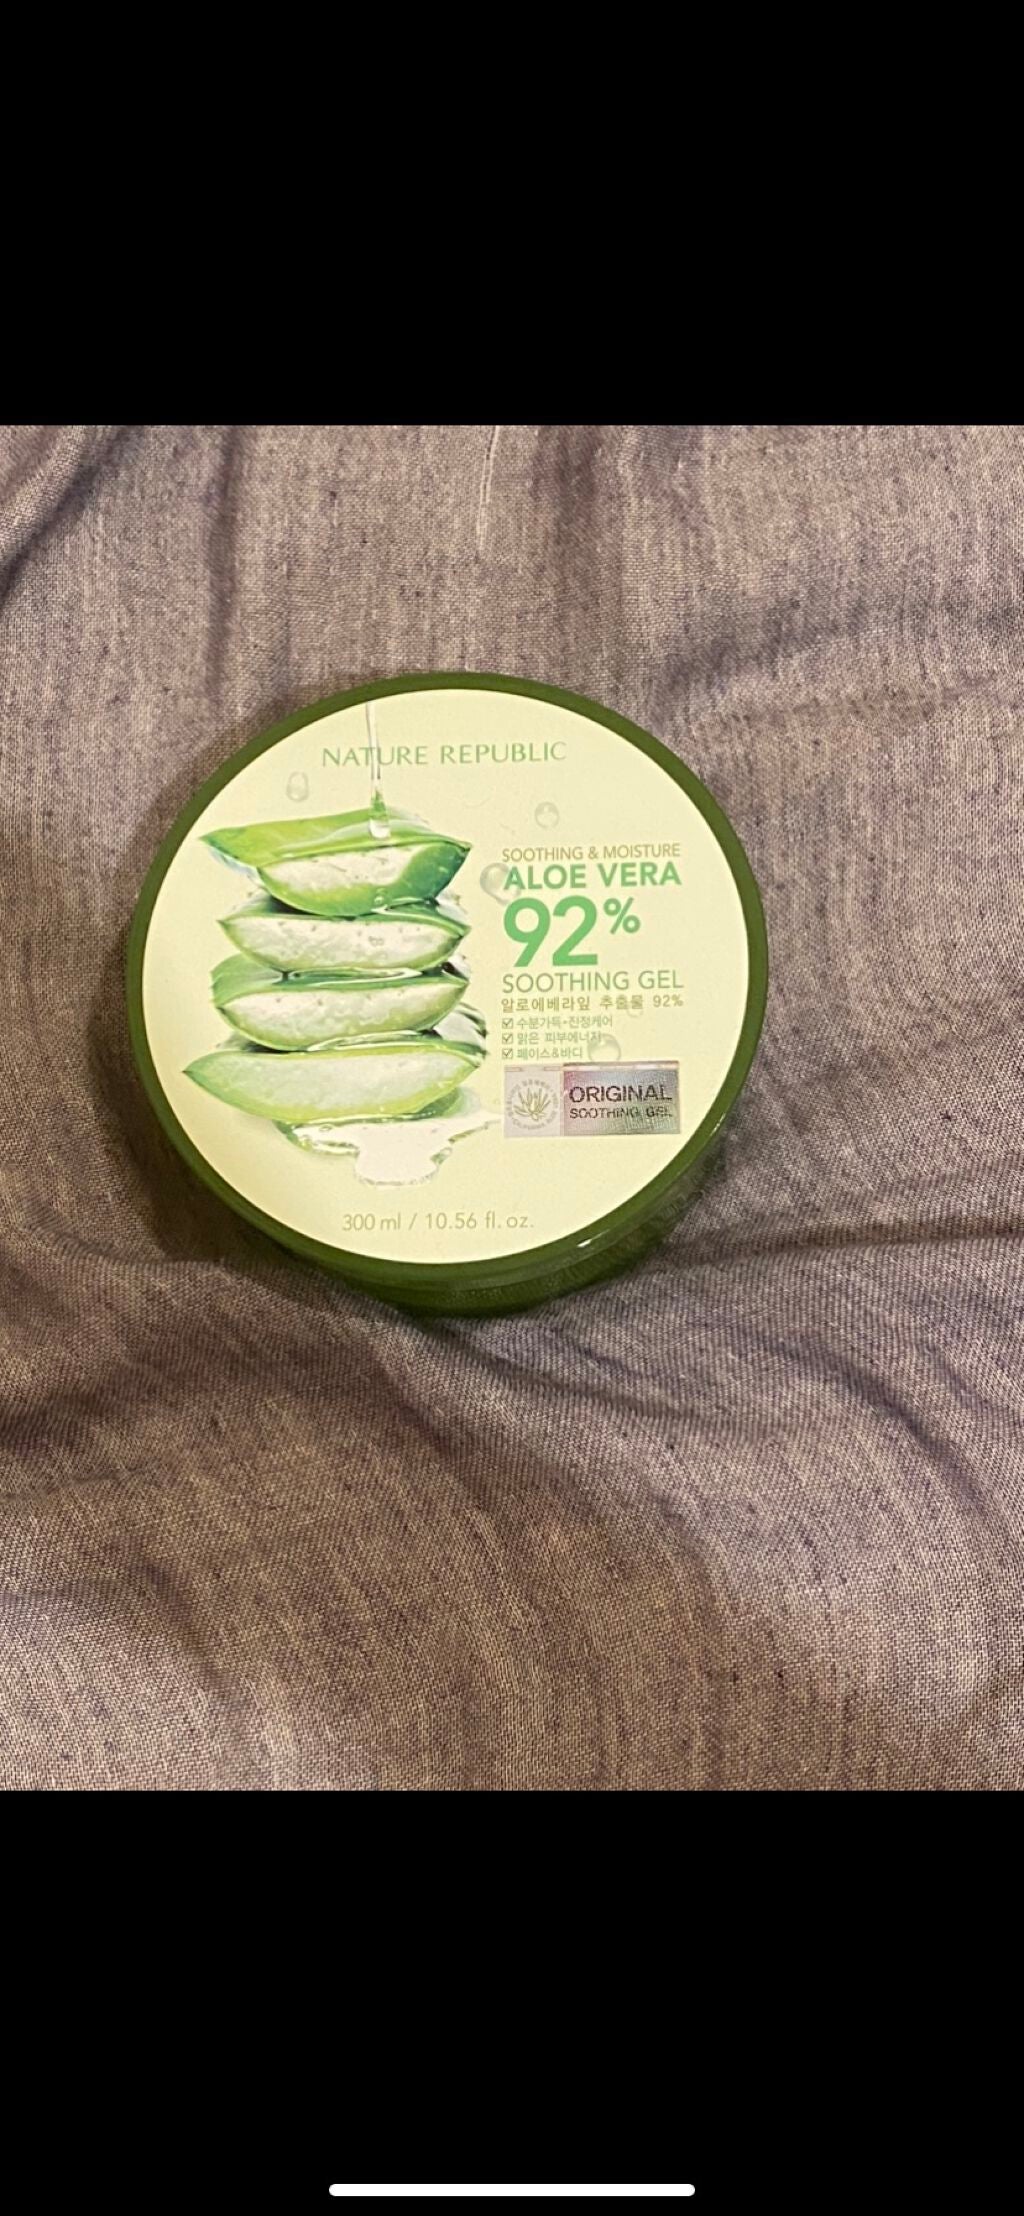 NATURE REPUBLIC
SOOTHING & MOISTURE
ALOE VERA
92%
SOOTHING GEL
알로에베라잎 추출물 92%
☑ 수분가득·진정케어
☑ 맑은 피부에너지
☑ 페이스&바디
ORIGINAL
SOOTHING GEL
300 ml / 10.56 fl. oz.